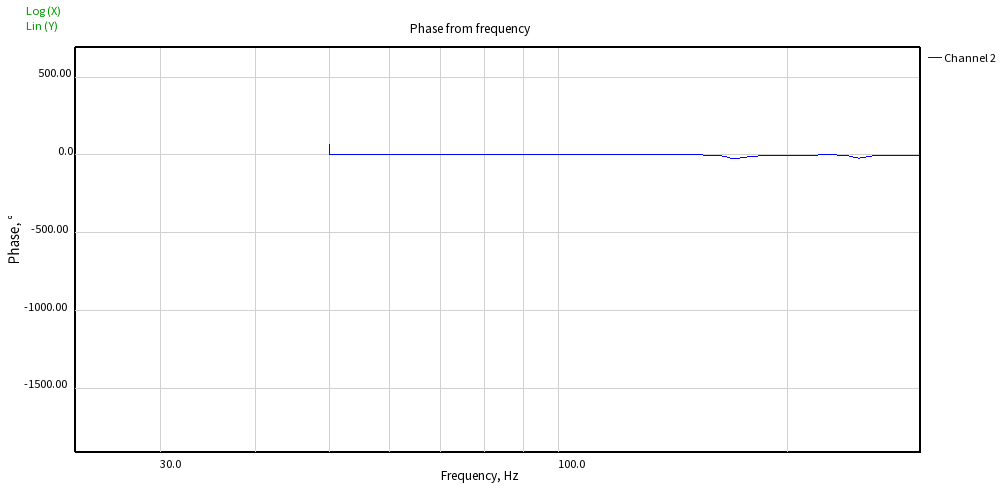 Log (X)
Lin (Y)
Phase from frequency
Channel 2
500.00
0.0
-500.00
-1000.00
-1500.00
Phase, °
30.0
100.0
Frequency, Hz